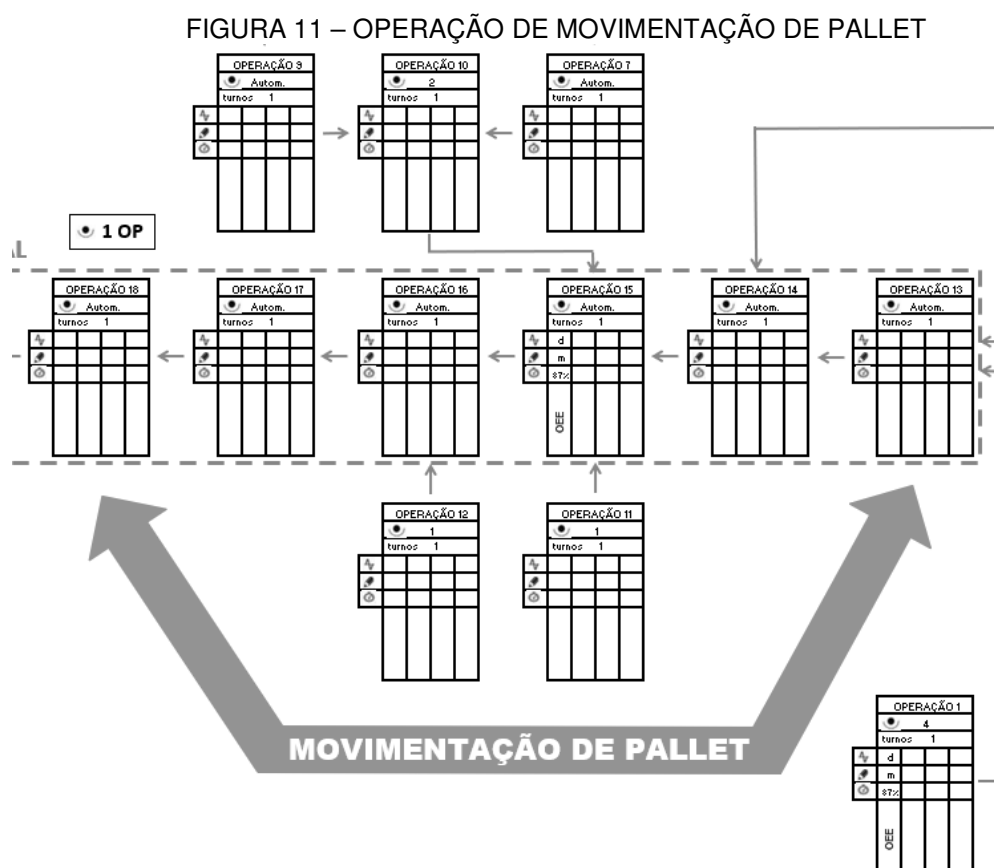 FIGURA 11 – OPERAÇÃO DE MOVIMENTAÇÃO DE PALLET
OPERAÇÃO 9
Autom.
turnos 1
OPERAÇÃO 10
2
turnos 1
OPERAÇÃO 7
Autom.
turnos 1
1 OP
AL
OPERAÇÃO 18
Autom.
turnos 1
OPERAÇÃO 17
Autom.
turnos 1
OPERAÇÃO 16
Autom.
turnos 1
OPERAÇÃO 15
Autom.
turnos 1
d
m
87%
OEE
OPERAÇÃO 14
Autom.
turnos 1
OPERAÇÃO 13
Autom.
turnos 1
OPERAÇÃO 12
1
turnos 1
OPERAÇÃO 11
1
turnos 1
MOVIMENTAÇÃO DE PALLET
OPERAÇÃO 1
4
turnos 1
d
m
87%
OEE